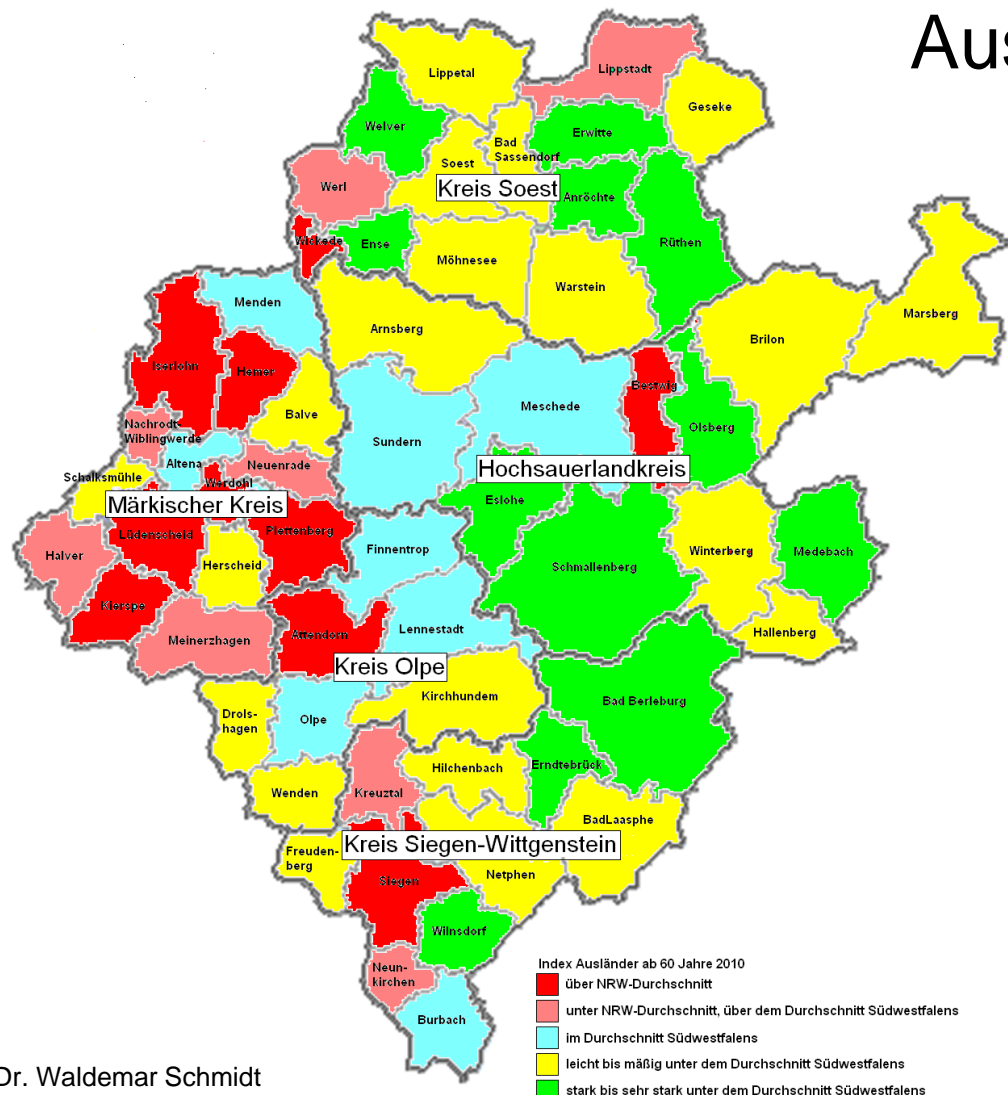 Aus
Lippetal
Lippstadt
Geseke
Welver
Erwitte
Bad
Sassendorf
Soest
Werl
Kreis Soest
Anröchte
Wickede
Ense
Rüthen
Möhnesee
Warstein
Menden
Marsberg
Arnsberg
Brilon
Iserlohn
Hemer
Bestwig
Meschede
Balve
Nachrodt-
Wiblingwerde
Sundern
Olsberg
Altena
Neuenrade
Hochsauerlandkreis
Schalksmühle
Werdohl
Eslohe
Märkischer Kreis
Plettenberg
Lüdenscheid
Finnentrop
Winterberg
Medebach
Halver
Herscheid
Schmallenberg
Kierspe
Lennestadt
Hallenberg
Attendorn
Meinerzhagen
Kreis Olpe
Kirchhundem
Bad Berleburg
Drols-
hagen
Olpe
Hilchenbach
Erndtebrück
Wenden
Kreuztal
BadLaasphe
Kreis Siegen-Wittgenstein
Freuden-
berg
Siegen
Netphen
Wilnsdorf
Neun-
kirchen
Burbach
Index Ausländer ab 60 Jahre 2010
über NRW-Durchschnitt
unter NRW-Durchschnitt, über dem Durchschnitt Südwestfalens
im Durchschnitt Südwestfalens
leicht bis mäßig unter dem Durchschnitt Südwestfalens
stark bis sehr stark unter dem Durchschnitt Südwestfalens
Dr. Waldemar Schmidt